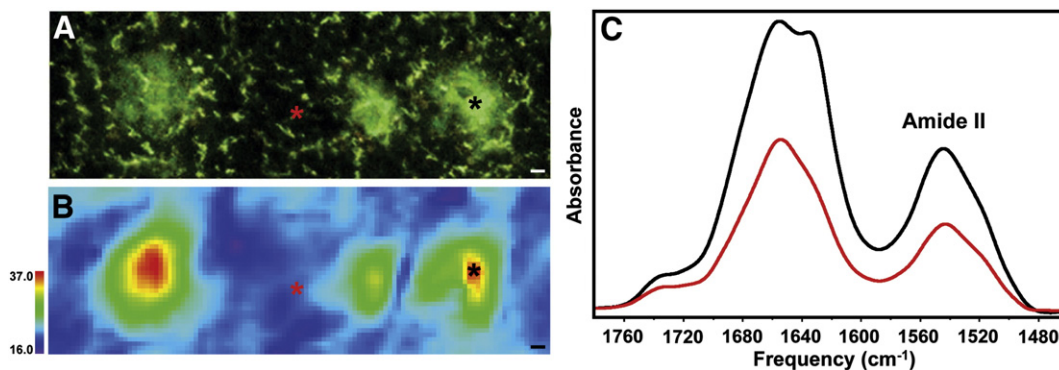 A
*
*
B
*
*
37.0
16.0
C
Absorbance
Amide II
1760 1720 1680 1640 1600 1560 1520 1480
Frequency (cm-1)